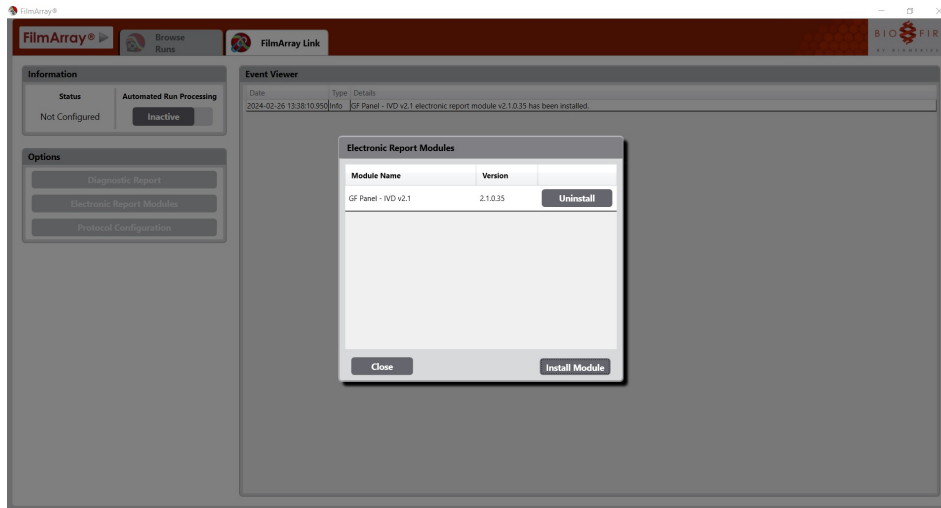 FilmArray®
FilmArray®
Browse
Runs
FilmArray Link
BIOFIRE
BY BIOMÉRIEUX
Information
Status
Automated Run Processing
Not Configured
Inactive
Options
Diagnostic Report
Electronic Report Modules
Protocol Configuration
Event Viewer
Date Type Details
2024-02-26 13:38:10.950 Info GF Panel - IVD v2.1 electronic report module v2.1.0.35 has been installed.
Electronic Report Modules
Module Name Version
GF Panel - IVD v2.1 2.1.0.35 Uninstall
Close Install Module